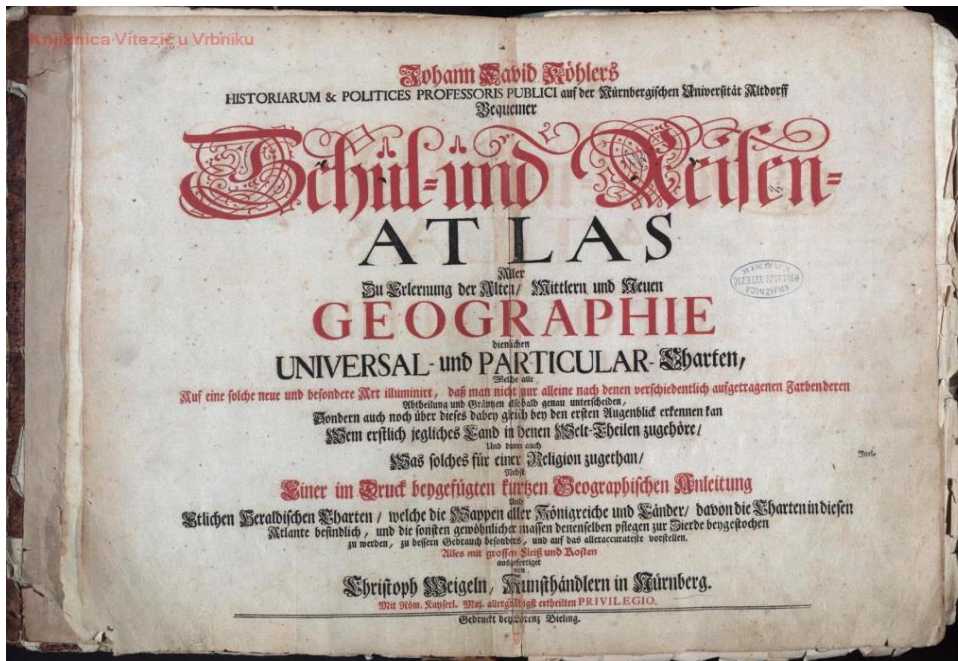 Knjižnica Vitezić u Vrbniku
Johann David Köhlers
HISTORIARUM & POLITICES PROFESSORIS PUBLICI auf der Nürnbergischen Universität Altdorff
Bequemer
Schul- und Reisen-
ATLAS
Aller
Zu Erlernung der Alten/ Mittlern und Neuen
GEOGRAPHIE
dienlichen
UNIVERSAL- und PARTICULAR- Charten,
Welche alle
Auf eine solche neue und besondere Art illuminirt, daß man nicht nur alleine nach denen verschiedentlich aufgetragenen Farben deren
Abtheilung und Gräntzen alsbald genau unterscheiden,
Sondern auch noch über dieses dabey gleich bey den ersten Augenblick erkennen kan
Wem erstlich jegliches Land in denen Welt-Theilen zugehöre/
Und dann auch
Was solches für einer Religion zugethan/
Nebst
Einer im Druck beygefügten kurtzen Geographischen Anleitung
Und
Etlichen Heraldischen Charten/ welche die Wappen aller Königreiche und Länder/ davon die Charten in diesen
Atlante befindlich, und die sonsten gewöhnlicher massen denenselben pflegen zur Zierde beygestochen
zu werden, zu bessern Gebrauch besonders, und auf das alleraccurateste vorstellen.
Alles mit grossen Fleiß und Kosten
ausgefertiget
von
Christoph Weigeln, Kunsthändlern in Nürnberg.
Mit Röm. Kayserl. Maj. allergnädigst ertheilten PRIVILEGIO.
Gedruckt bey Lorenz Bieling.